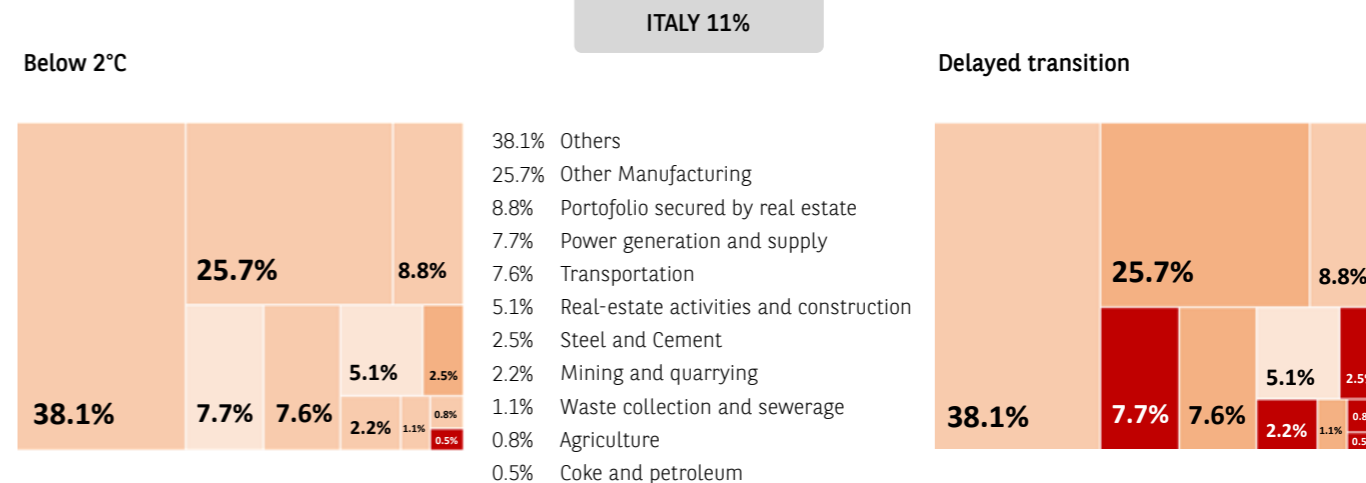 ITALY 11%
Below 2°C
Delayed transition
25.7%
8.8%
38.1%
7.7%
7.6%
5.1%
2.5%
2.2%
1.1%
0.8%
0.5%
38.1% Others
25.7% Other Manufacturing
8.8% Portofolio secured by real estate
7.7% Power generation and supply
7.6% Transportation
5.1% Real-estate activities and construction
2.5% Steel and Cement
2.2% Mining and quarrying
1.1% Waste collection and sewerage
0.8% Agriculture
0.5% Coke and petroleum
25.7%
8.8%
38.1%
7.7%
7.6%
5.1%
2.2%
1.1%